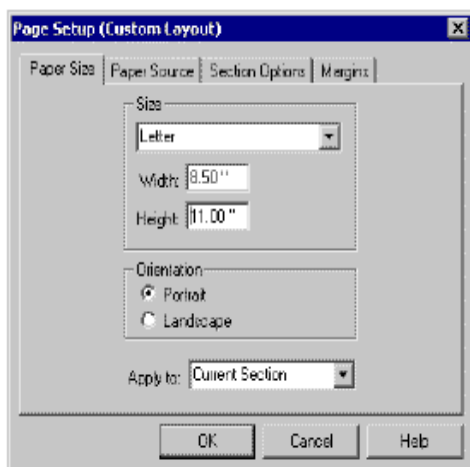 Page Setup (Custom Layout)
Paper Size Paper Source Section Options Margins
Size
Letter
Width: 8.50"
Height: 11.00"
Orientation
Portrait
Landscape
Apply to: Current Section
OK Cancel Help